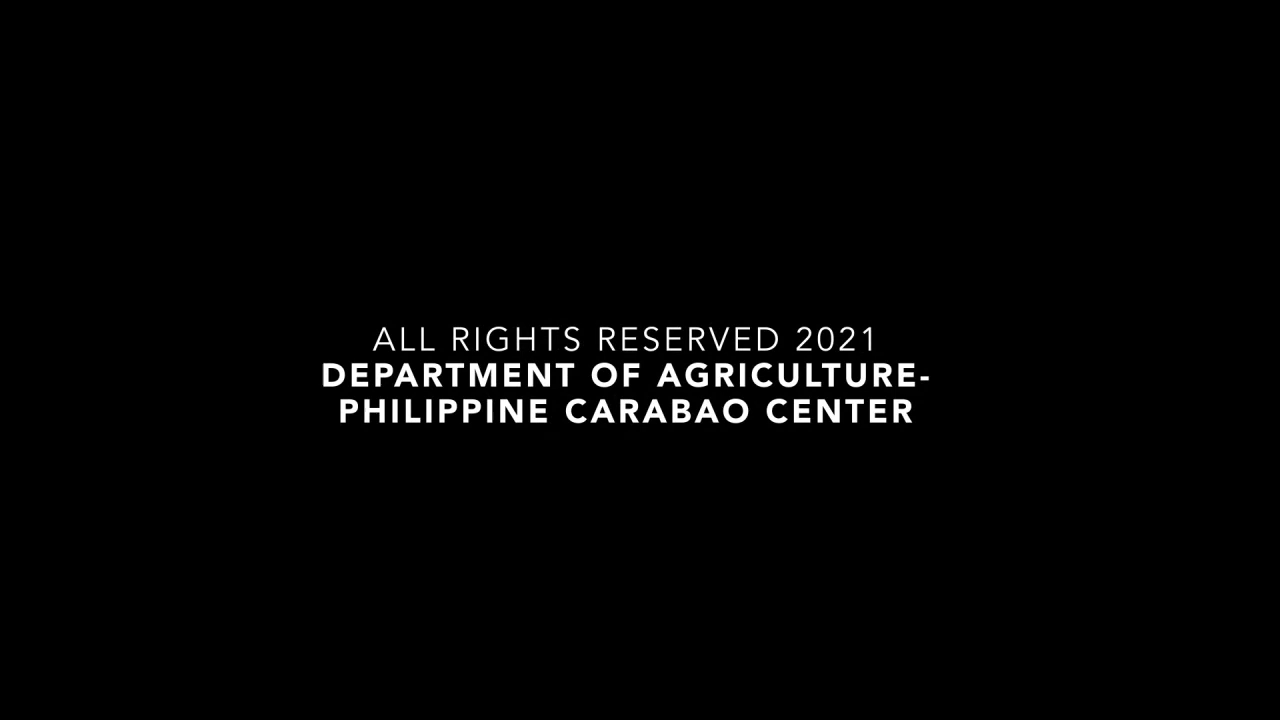 ALL RIGHTS RESERVED 2021
DEPARTMENT OF AGRICULTURE-
PHILIPPINE CARABAO CENTER